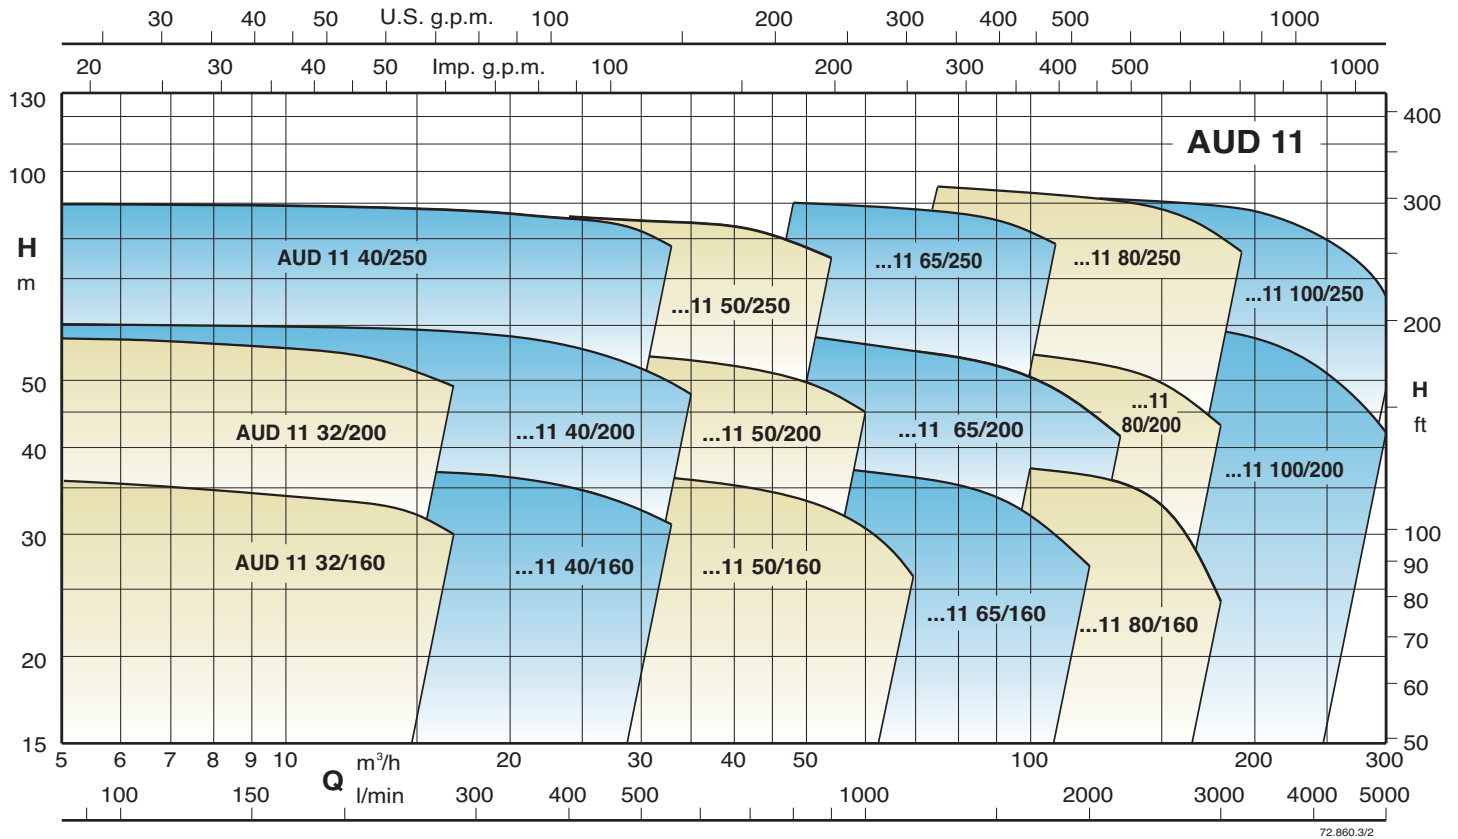 30 40 50 U.S. g.p.m. 100 200 300 400 500 1000
20 30 40 50 Imp. g.p.m. 100 200 300 400 500 1000
130
400
AUD 11
100
300
H
m
AUD 11 40/250
...11 65/250
...11 80/250
...11 100/250
...11 50/250
200
50
H
ft
...11
80/200
AUD 11 32/200
...11 40/200
...11 50/200
...11 65/200
40
...11 100/200
30
100
AUD 11 32/160
...11 40/160
...11 50/160
90
80
...11 65/160
...11 80/160
70
20
60
15
50
5 6 7 8 9 10 m³/h 20 30 40 50 100 200 300
Q
100 150 l/min 300 400 500 1000 2000 3000 4000 5000
72.860.3/2